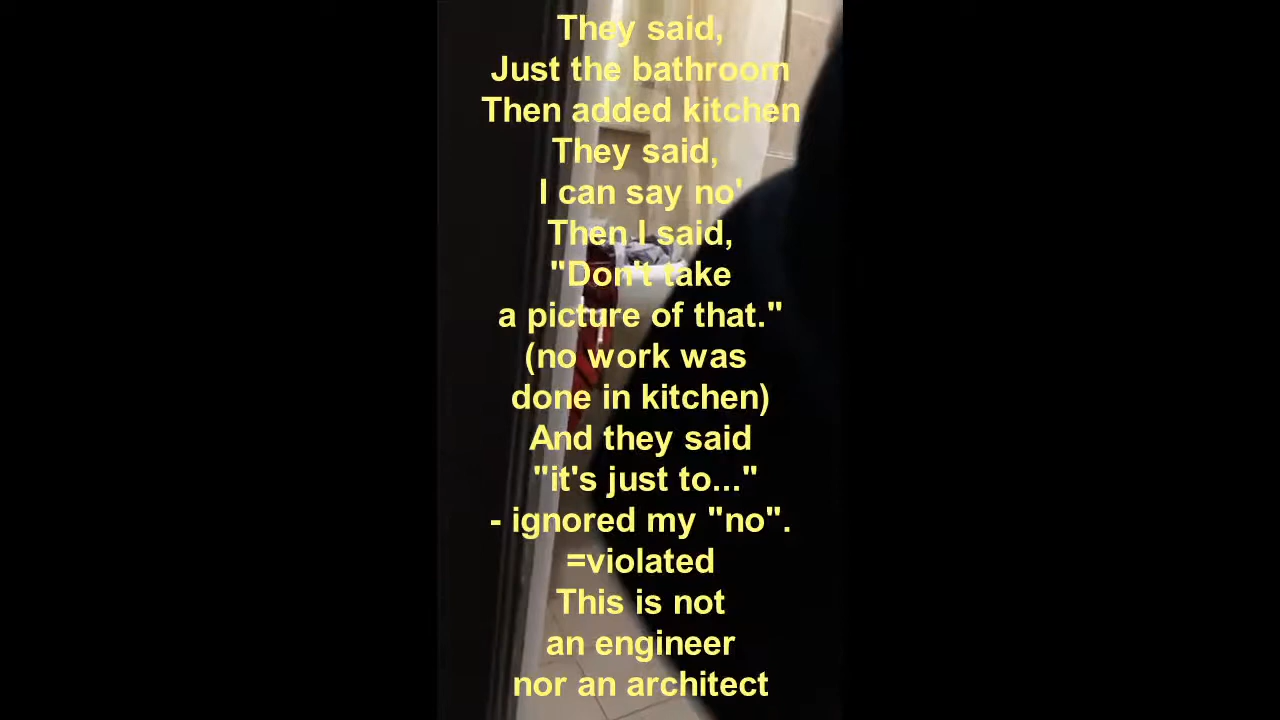 They said,
Just the bathroom
Then added kitchen
They said,
I can say no'
Then I said,
"Don't take
a picture of that."
(no work was
done in kitchen)
And they said
"it's just to..."
- ignored my "no".
=violated
This is not
an engineer
nor an architect